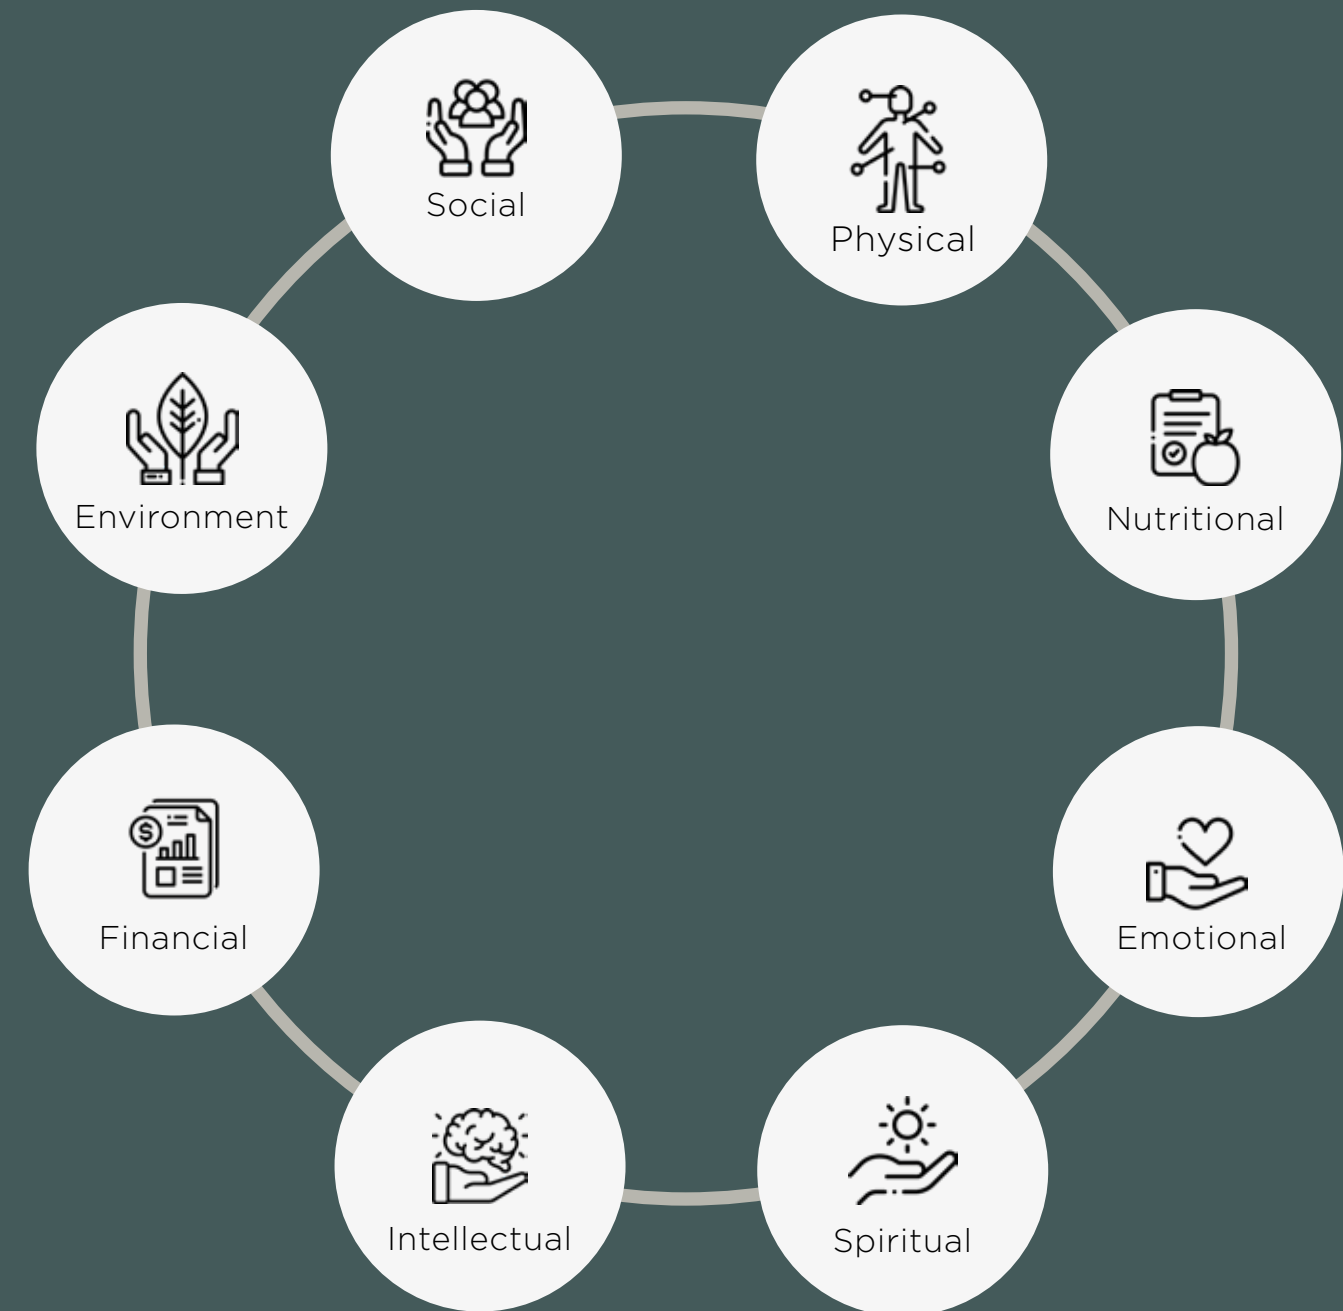 Social
Physical
Environment
Nutritional
Financial
Emotional
Intellectual
Spiritual